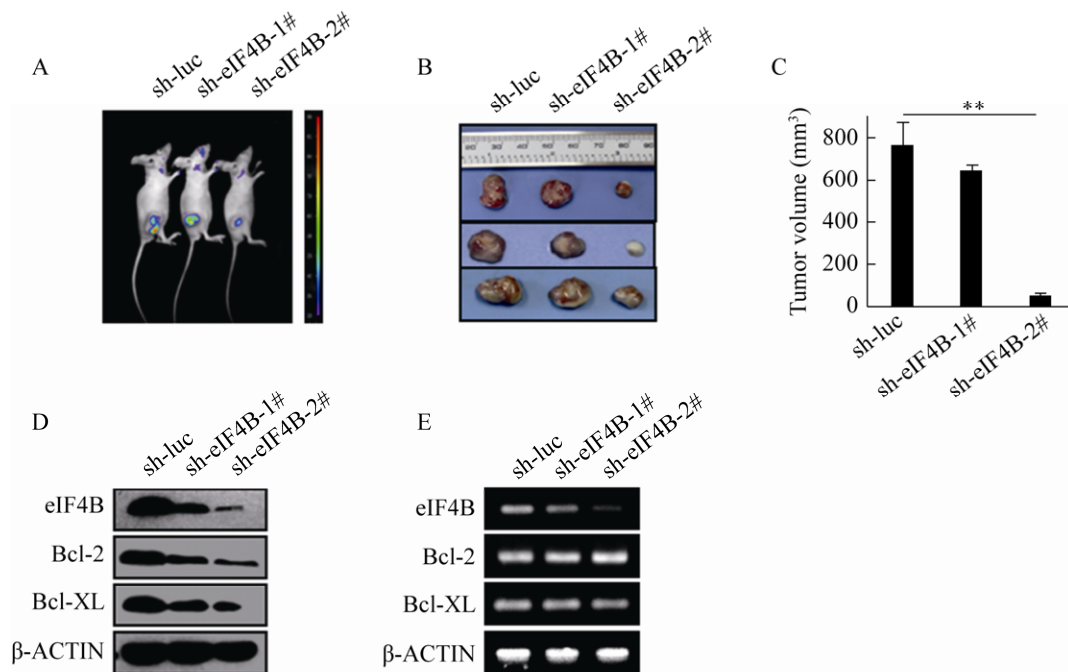 A
sh-luc
sh-eIF4B-1#
sh-eIF4B-2#
B
sh-luc
sh-eIF4B-1#
sh-eIF4B-2#
C
**
Tumor volume (mm³)
800
600
400
200
0
sh-luc
sh-eIF4B-1#
sh-eIF4B-2#
D
sh-luc
sh-eIF4B-1#
sh-eIF4B-2#
eIF4B
Bcl-2
Bcl-XL
β-ACTIN
E
sh-luc
sh-eIF4B-1#
sh-eIF4B-2#
eIF4B
Bcl-2
Bcl-XL
β-ACTIN